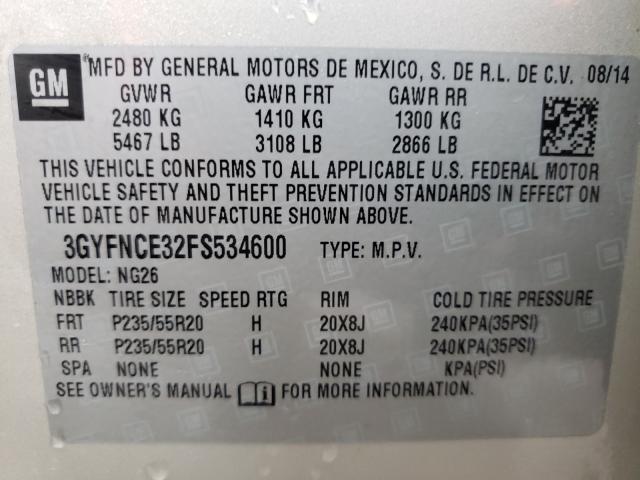 GM
MFD BY GENERAL MOTORS DE MEXICO, S. DE R.L. DE C.V. 08/14
GVWR GAWR FRT GAWR RR
2480 KG 1410 KG 1300 KG
5467 LB 3108 LB 2866 LB
THIS VEHICLE CONFORMS TO ALL APPLICABLE U.S. FEDERAL MOTOR
VEHICLE SAFETY AND THEFT PREVENTION STANDARDS IN EFFECT ON
THE DATE OF MANUFACTURE SHOWN ABOVE.
3GYFNCE32FS534600 TYPE: M.P.V.
MODEL: NG26
NBBK TIRE SIZE SPEED RTG RIM COLD TIRE PRESSURE
FRT P235/55R20 H 20X8J 240KPA(35PSI)
RR P235/55R20 H 20X8J 240KPA(35PSI)
SPA NONE NONE KPA(PSI)
SEE OWNER'S MANUAL FOR MORE INFORMATION.